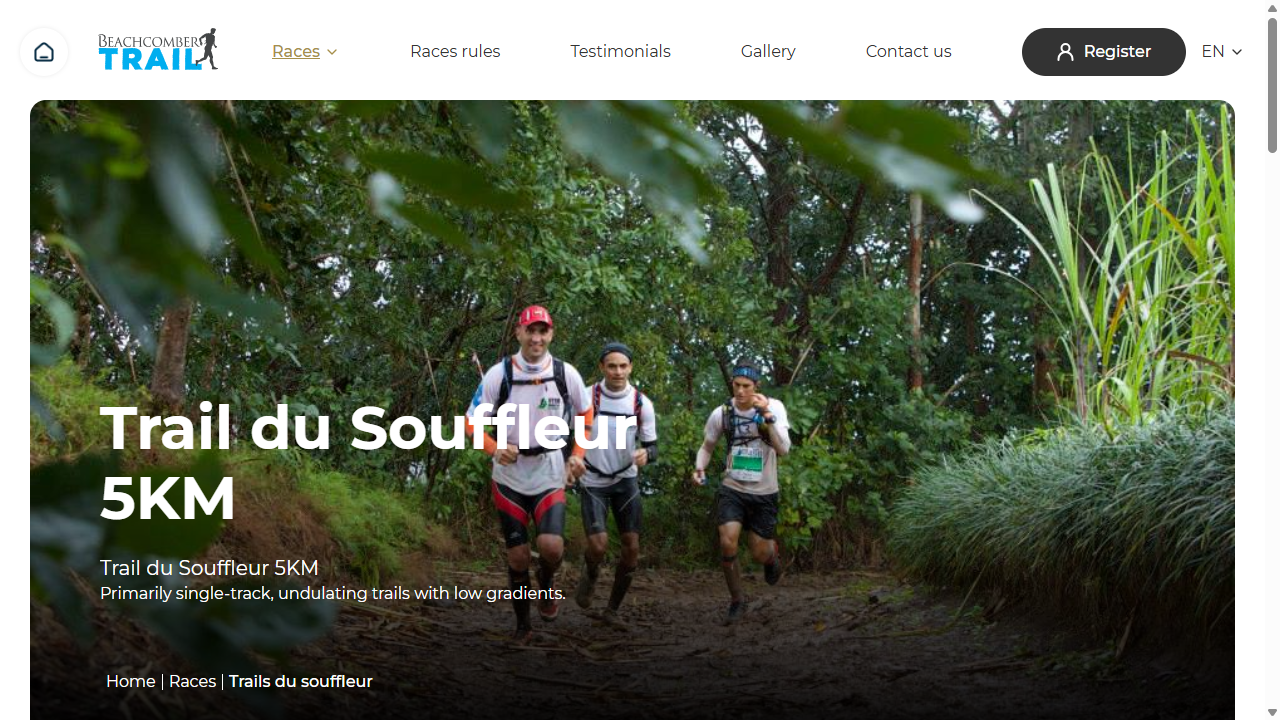 BEACHCOMBER
TRAIL
Races
Races rules
Testimonials
Gallery
Contact us
Register
EN
Trail du Souffleur
5KM
Trail du Souffleur 5KM
Primarily single-track, undulating trails with low gradients.
Home | Races | Trails du souffleur